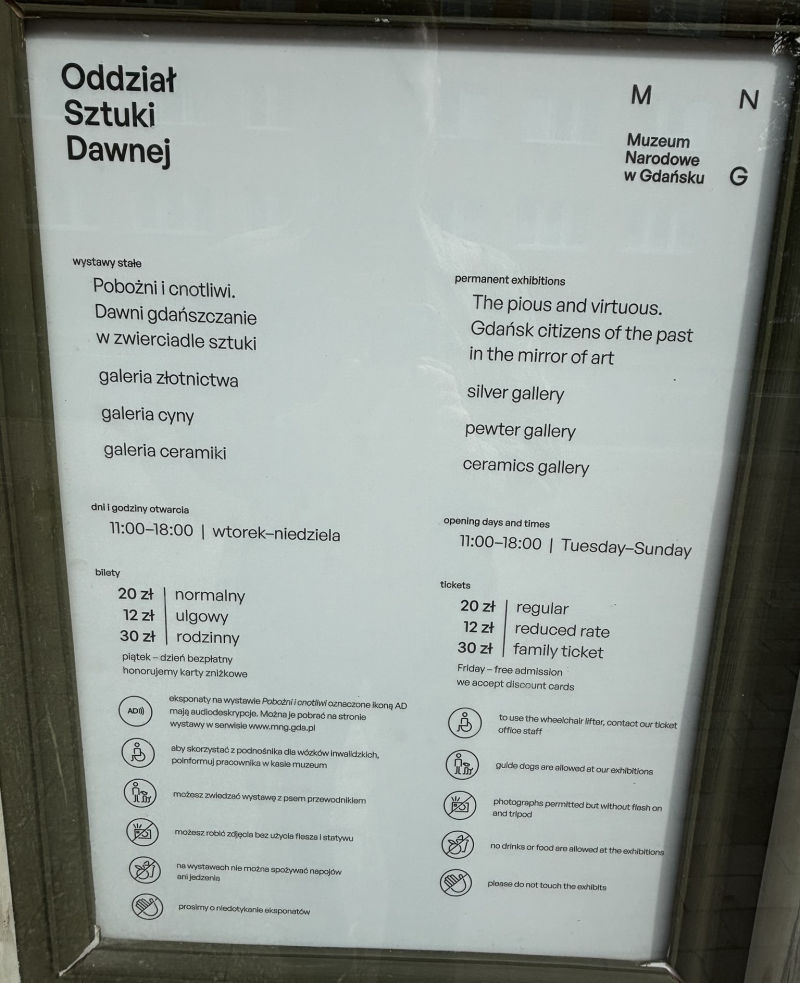 Oddział
Sztuki
Dawnej
M N
Muzeum
Narodowe
w Gdańsku
G
wystawy stałe
Pobożni i cnotliwi.
Dawni gdańszczanie
w zwierciadle sztuki
galeria złotnictwa
galeria cyny
galeria ceramiki
dni i godziny otwarcia
11:00–18:00 | wtorek–niedziela
bilety
20 zł | normalny
12 zł | ulgowy
30 zł | rodzinny
piątek – dzień bezpłatny
honorujemy karty zniżkowe
AD
eksponaty na wystawie Pobożni i cnotliwi oznaczone ikoną AD
mają audiodeskrypcje. Można je pobrać na stronie
wystawy w serwisie www.mng.gda.pl
aby skorzystać z podnośnika dla wózków inwalidzkich,
poinformuj pracownika w kasie muzeum
możesz zwiedzać wystawę z psem przewodnikiem
możesz robić zdjęcia bez użycia flesza i statywu
na wystawach nie można spożywać napojów
ani jedzenia
prosimy o niedotykanie eksponatów
permanent exhibitions
The pious and virtuous.
Gdańsk citizens of the past
in the mirror of art
silver gallery
pewter gallery
ceramics gallery
opening days and times
11:00–18:00 | Tuesday–Sunday
tickets
20 zł | regular
12 zł | reduced rate
30 zł | family ticket
Friday – free admission
we accept discount cards
to use the wheelchair lifter, contact our ticket
office staff
guide dogs are allowed at our exhibitions
photographs permitted but without flash on
and tripod
no drinks or food are allowed at the exhibitions
please do not touch the exhibits